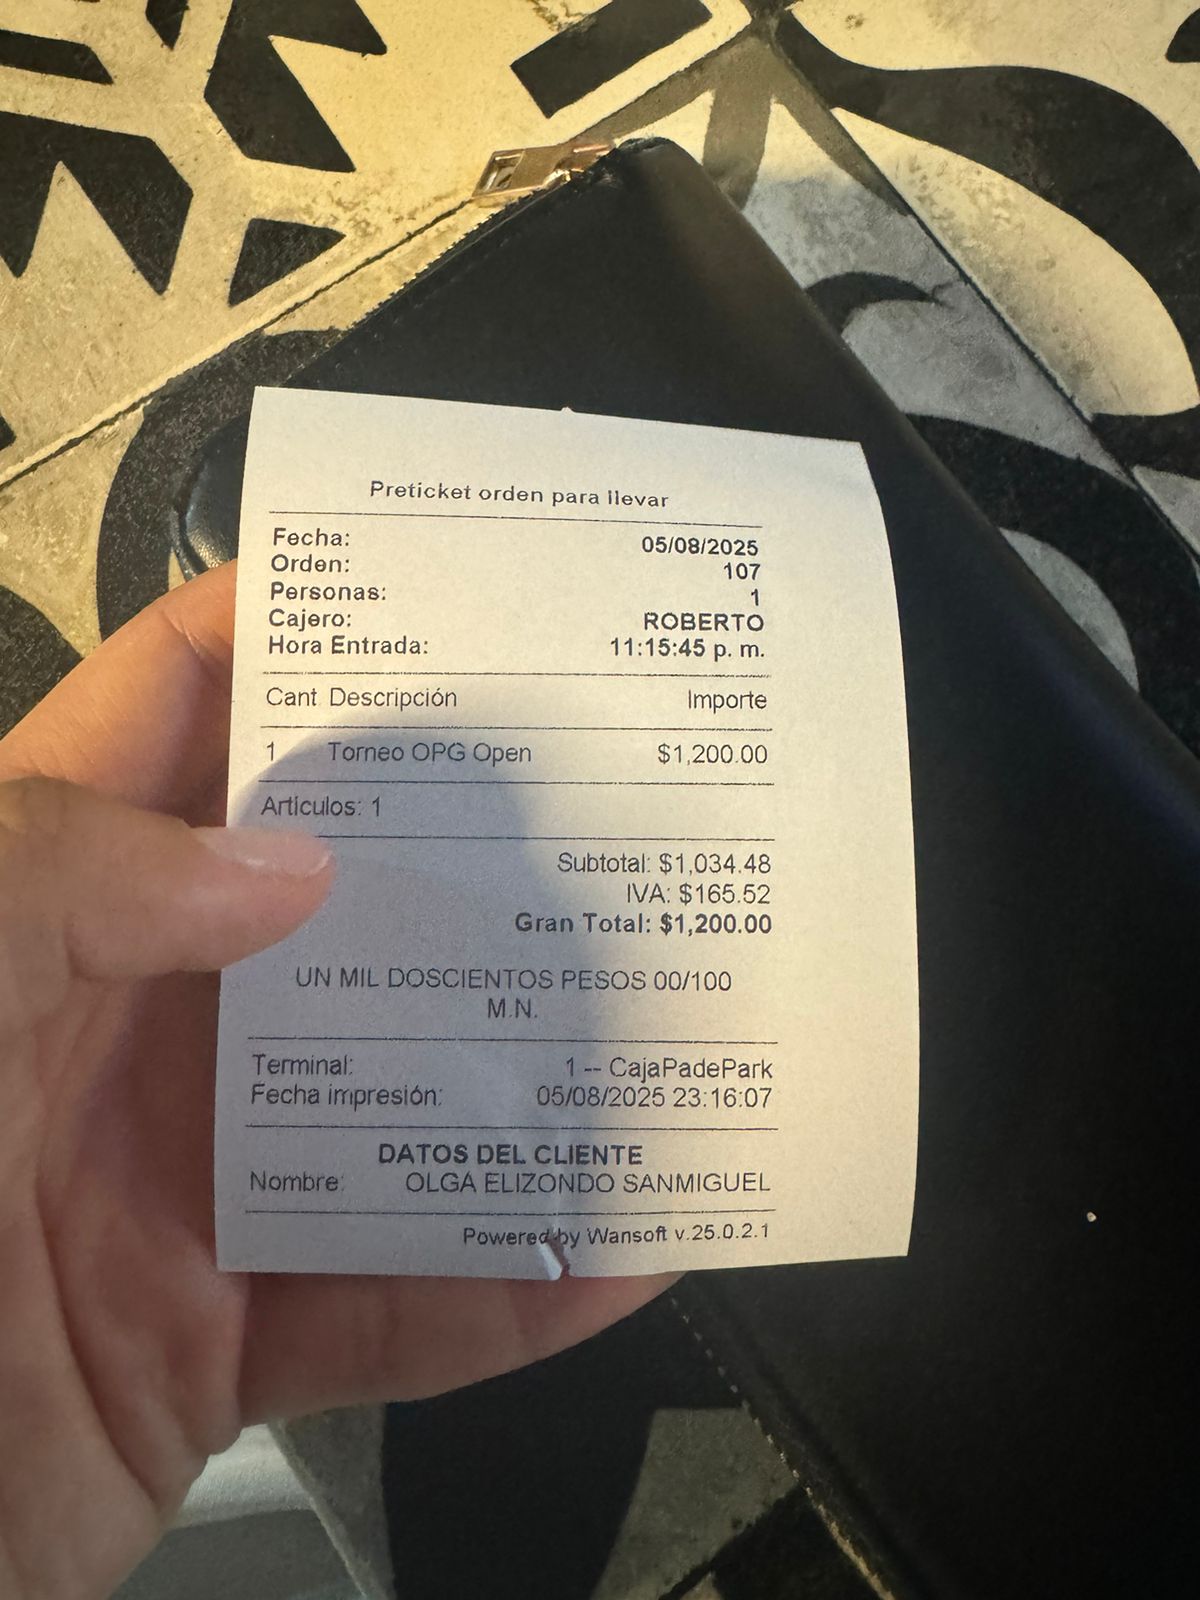 Preticket orden para llevar
Fecha: 05/08/2025
Orden: 107
Personas: 1
Cajero: ROBERTO
Hora Entrada: 11:15:45 p. m.
Cant Descripción Importe
1 Torneo OPG Open $1,200.00
Articulos: 1
Subtotal: $1,034.48
IVA: $165.52
Gran Total: $1,200.00
UN MIL DOSCIENTOS PESOS 00/100
M.N.
Terminal: 1 -- CajaPadePark
Fecha impresión: 05/08/2025 23:16:07
DATOS DEL CLIENTE
Nombre: OLGA ELIZONDO SANMIGUEL
Powered by Wansoft v.25.0.2.1